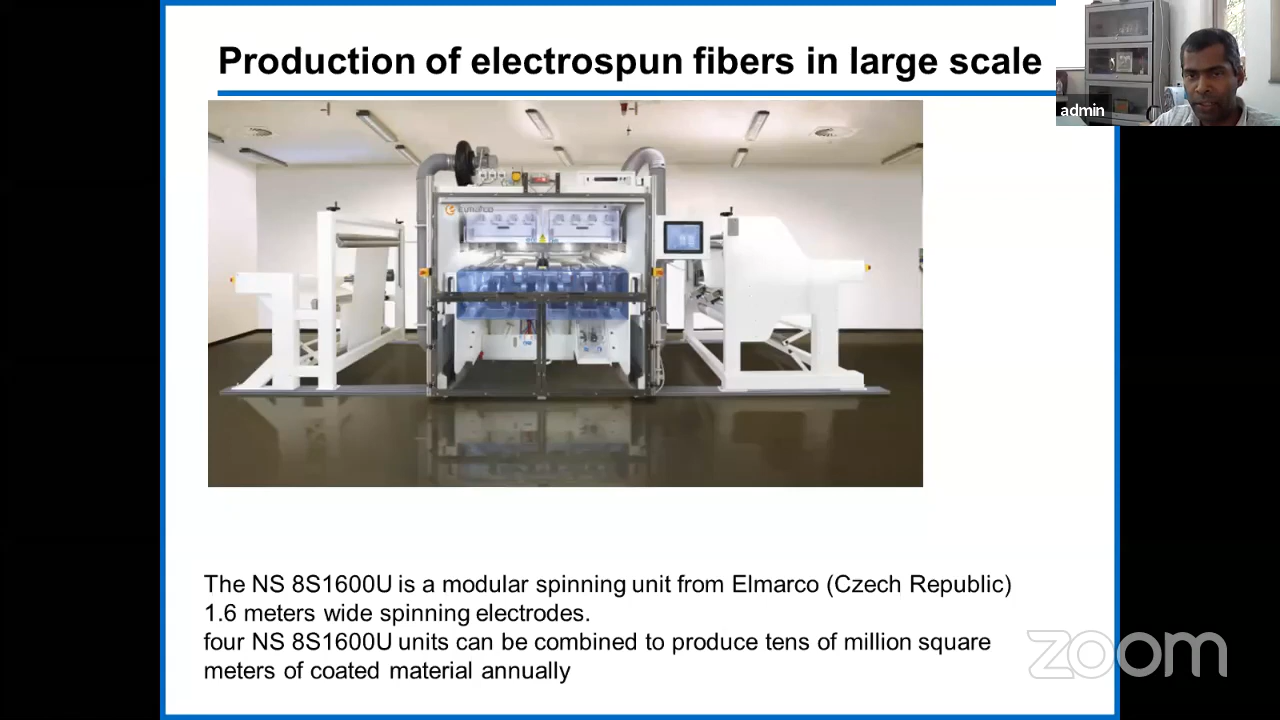 Production of electrospun fibers in large scale
admin
The NS 8S1600U is a modular spinning unit from Elmarco (Czech Republic)
1.6 meters wide spinning electrodes.
four NS 8S1600U units can be combined to produce tens of million square
meters of coated material annually
zoom